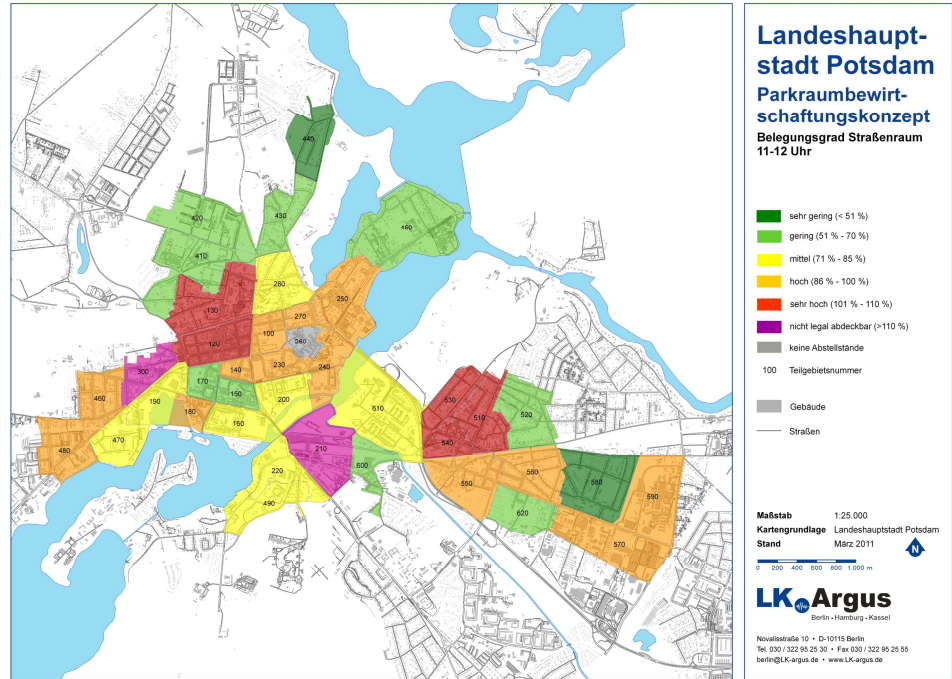 440
430
420
460
410
280
250
130
270
100
260
120
230
240
140
300
170
150
460
200
610
190
180
160
530
510
520
540
210
470
480
220
500
490
550
550
580
590
620
570
Landeshaupt-
stadt Potsdam
Parkraumbewirt-
schaftungskonzept
Belegungsgrad Straßenraum
11-12 Uhr
sehr gering (< 51 %)
gering (51 % - 70 %)
mittel (71 % - 85 %)
hoch (86 % - 100 %)
sehr hoch (101 % - 110 %)
nicht legal abdeckbar (>110 %)
keine Abstellstände
100 Teilgebietsnummer
Gebäude
Straßen
Maßstab 1:25.000
Kartengrundlage Landeshauptstadt Potsdam
Stand März 2011
N
0 200 400 600 800 1.000 m
LK Argus
Berlin • Hamburg • Kassel
Novalisstraße 10 • D-10115 Berlin
Tel. 030 / 322 95 25 30 • Fax 030 / 322 95 25 55
berlin@LK-argus.de • www.LK-argus.de